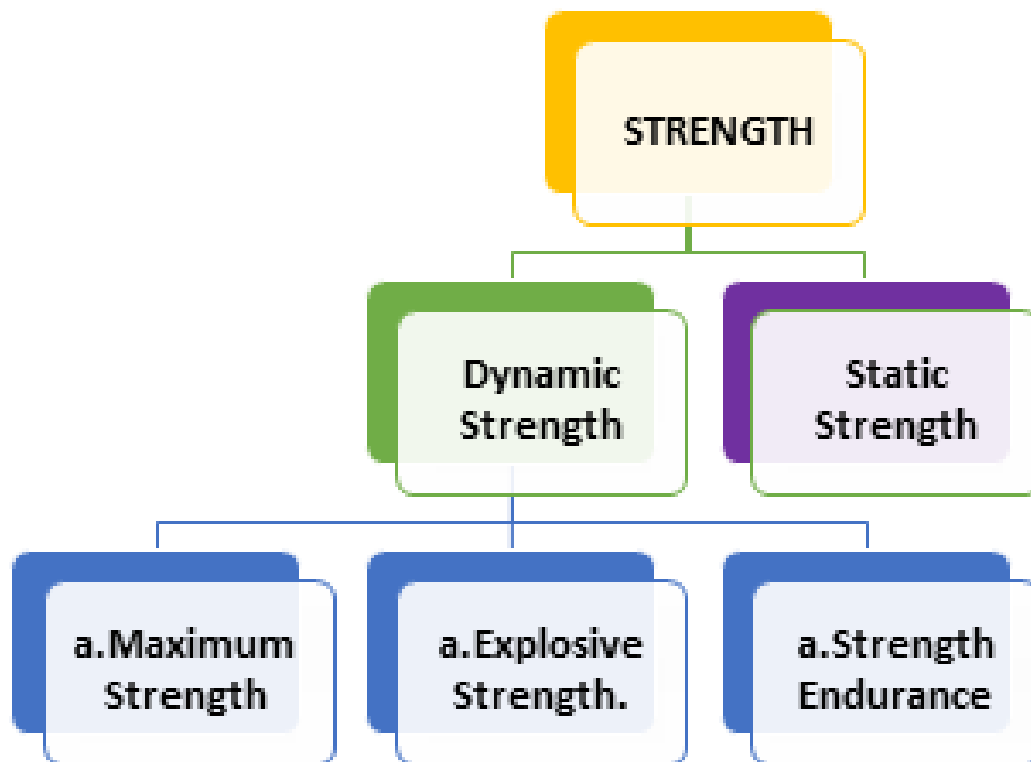 STRENGTH
Dynamic
Strength
Static
Strength
a.Maximum
Strength
a.Explosive
Strength.
a.Strength
Endurance